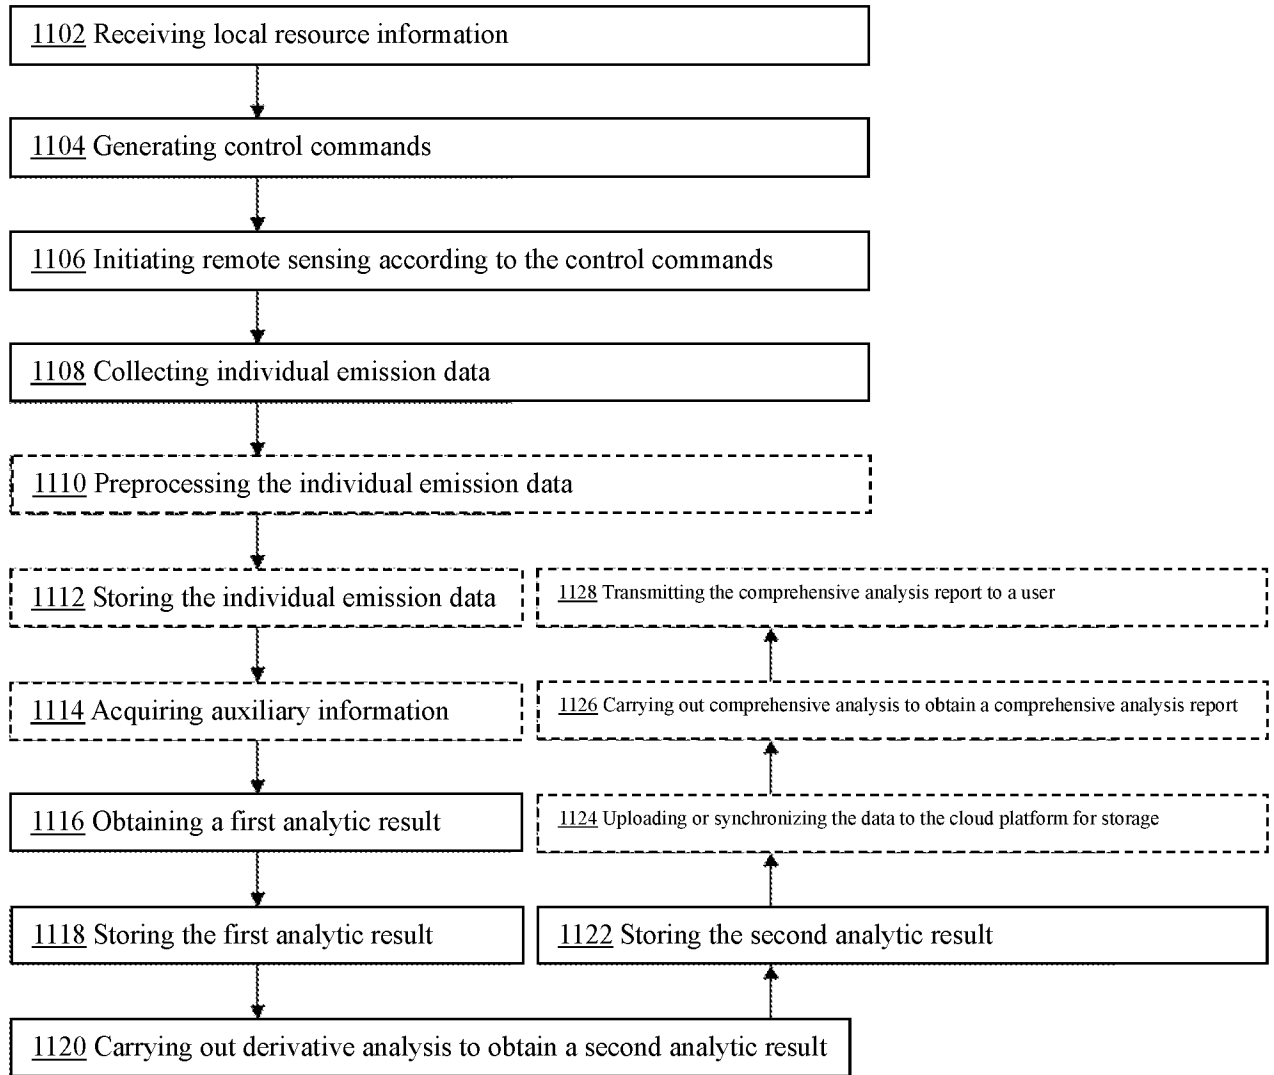 1102 Receiving local resource information
1104 Generating control commands
1106 Initiating remote sensing according to the control commands
1108 Collecting individual emission data
1110 Preprocessing the individual emission data
1112 Storing the individual emission data
1114 Acquiring auxiliary information
1116 Obtaining a first analytic result
1118 Storing the first analytic result
1120 Carrying out derivative analysis to obtain a second analytic result
1122 Storing the second analytic result
1124 Uploading or synchronizing the data to the cloud platform for storage
1126 Carrying out comprehensive analysis to obtain a comprehensive analysis report
1128 Transmitting the comprehensive analysis report to a user